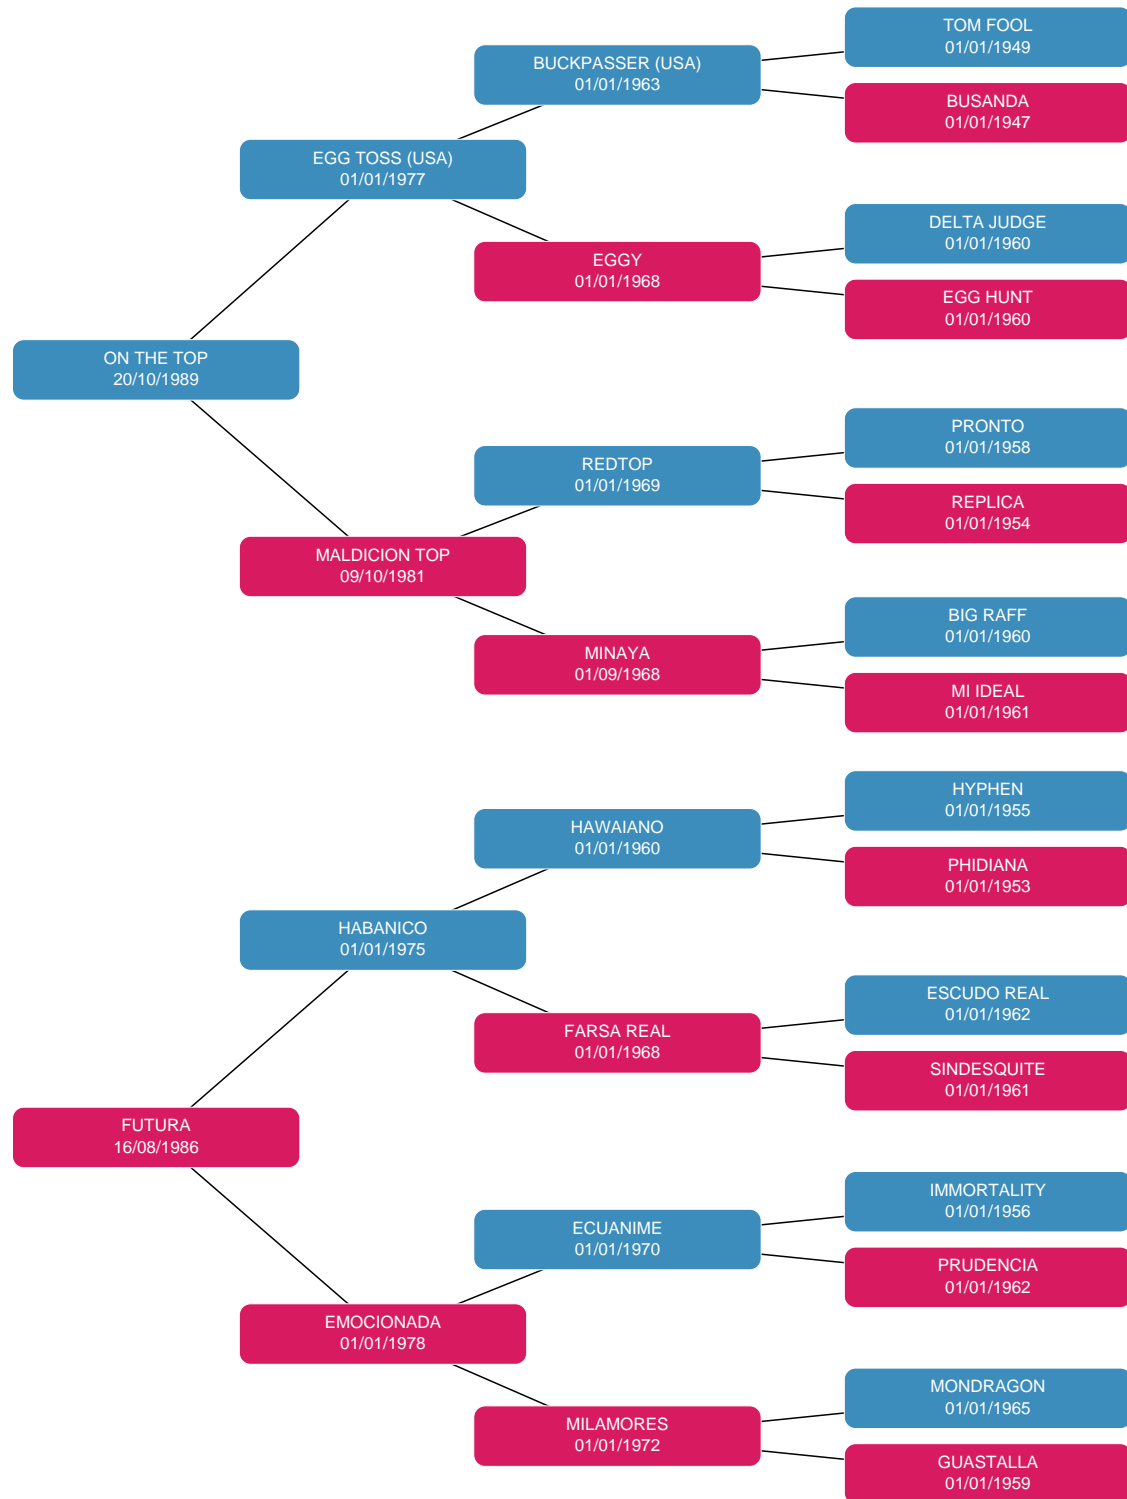 TOM FOOL
01/01/1949
BUCKPASSER (USA)
01/01/1963
BUSANDA
01/01/1947
EGG TOSS (USA)
01/01/1977
DELTA JUDGE
01/01/1960
EGGY
01/01/1968
EGG HUNT
01/01/1960
ON THE TOP
20/10/1989
PRONTO
01/01/1958
REDTOP
01/01/1969
REPLICA
01/01/1954
MALDICION TOP
09/10/1981
BIG RAFF
01/01/1960
MINAYA
01/09/1968
MI IDEAL
01/01/1961
HYPHEN
01/01/1955
HAWAIANO
01/01/1960
PHIDIANA
01/01/1953
HABANICO
01/01/1975
ESCUDO REAL
01/01/1962
FARSA REAL
01/01/1968
SINDESQUITE
01/01/1961
FUTURA
16/08/1986
IMMORTALITY
01/01/1956
ECUANIME
01/01/1970
PRUDENCIA
01/01/1962
EMOCIONADA
01/01/1978
MONDRAGON
01/01/1965
MILAMORES
01/01/1972
GUASTALLA
01/01/1959